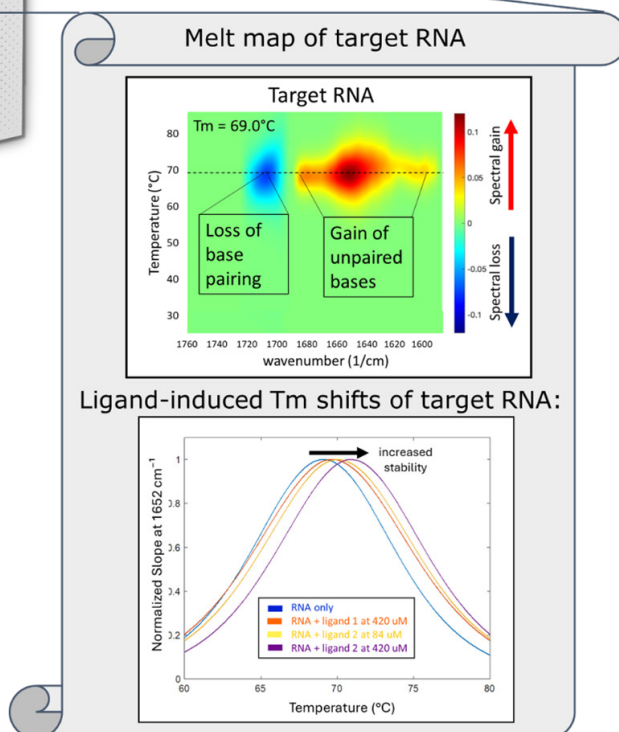 Melt map of target RNA
Target RNA
Tm = 69.0°C
80
70
60
50
40
30
Temperature (°C)
Loss of
base
pairing
Gain of
unpaired
bases
1760 1740 1720 1700 1680 1660 1640 1620 1600
wavenumber (1/cm)
0.1
0.05
0
-0.05
-0.1
Spectral gain
Spectral loss
Ligand-induced Tm shifts of target RNA:
increased
stability
Normalized Slope at 1652 cm⁻¹
1
).8
).6
).4
).2
0
RNA only
RNA + ligand 1 at 420 uM
RNA + ligand 2 at 84 uM
RNA + ligand 2 at 420 uM
60 65 70 75 80
Temperature (°C)